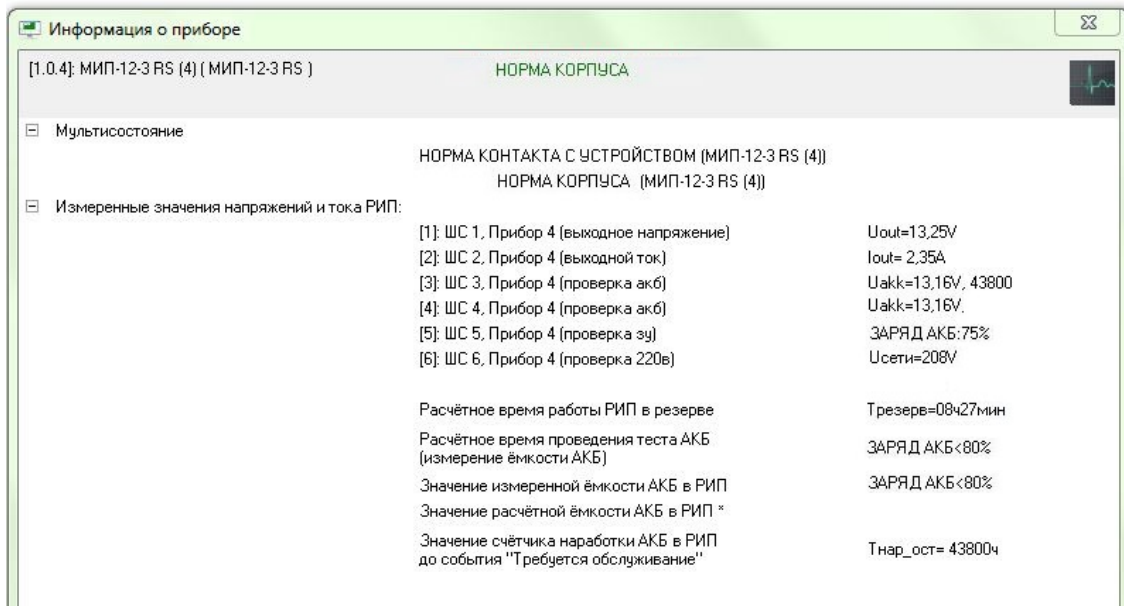 Информация о приборе
[1.0.4]: МИП-12-3 RS (4) ( МИП-12-3 RS ) НОРМА КОРПУСА
Мультисостояние
НОРМА КОНТАКТА С УСТРОЙСТВОМ (МИП-12-3 RS (4))
НОРМА КОРПУСА (МИП-12-3 RS (4))
Измеренные значения напряжений и тока РИП:
[1]: ШС 1, Прибор 4 (выходное напряжение) Uout=13,25V
[2]: ШС 2, Прибор 4 (выходной ток) Iout= 2,35A
[3]: ШС 3, Прибор 4 (проверка акб) Uakk=13,16V, 43800
[4]: ШС 4, Прибор 4 (проверка акб) Uakk=13,16V.
[5]: ШС 5, Прибор 4 (проверка зу) ЗАРЯД АКБ:75%
[6]: ШС 6, Прибор 4 (проверка 220в) Uсети=208V
Расчётное время работы РИП в резерве Tрезерв=08ч27мин
Расчётное время проведения теста АКБ
(измерение ёмкости АКБ) ЗАРЯД АКБ<80%
Значение измеренной ёмкости АКБ в РИП ЗАРЯД АКБ<80%
Значение расчётной ёмкости АКБ в РИП *
Значение счётчика наработки АКБ в РИП
до события "Требуется обслуживание" Tнар_ост= 43800ч